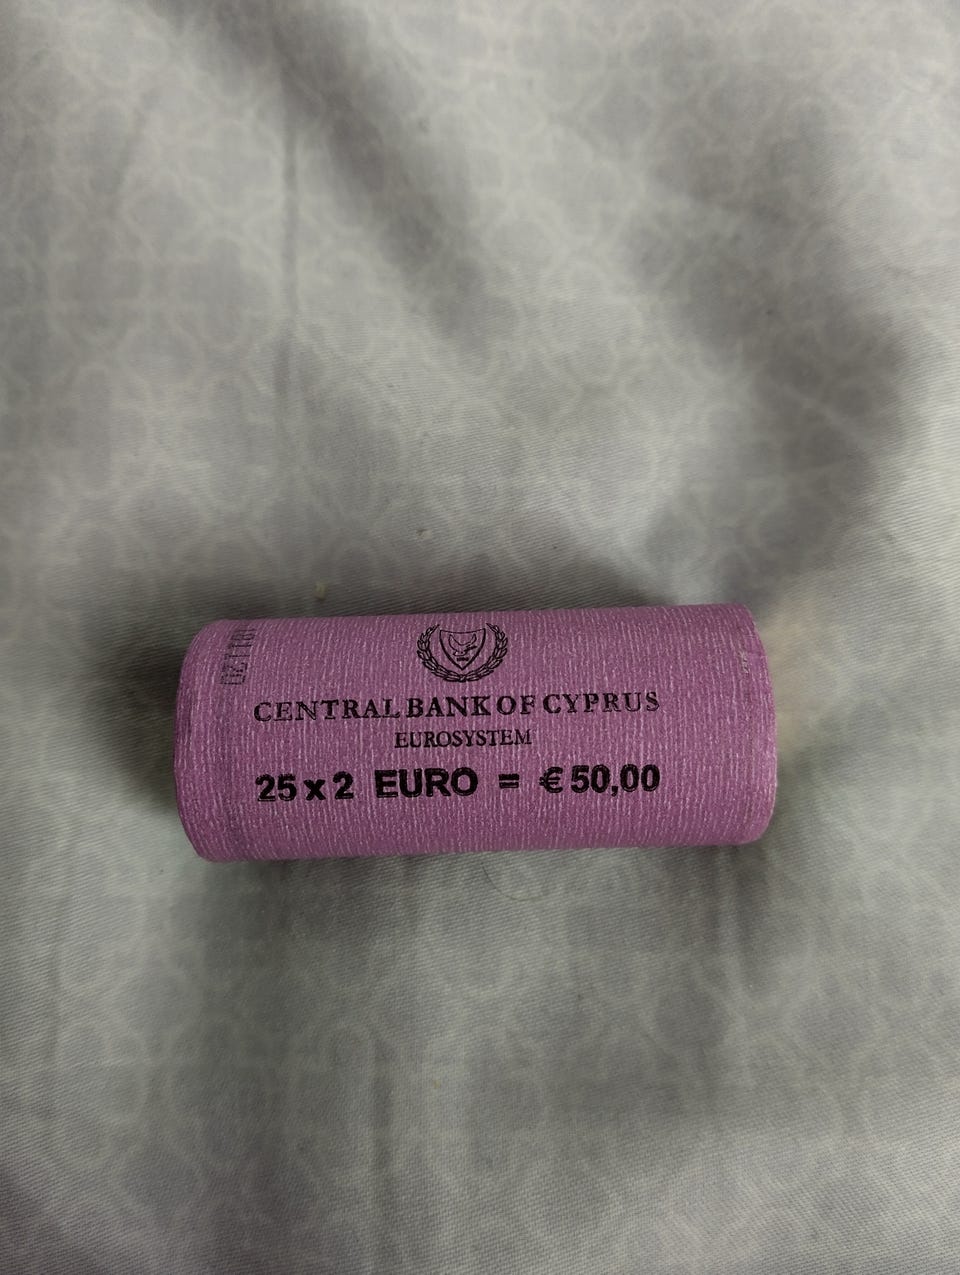 CENTRAL BANK OF CYPRUS
EUROSYSTEM
25 x 2 EURO = € 50,00